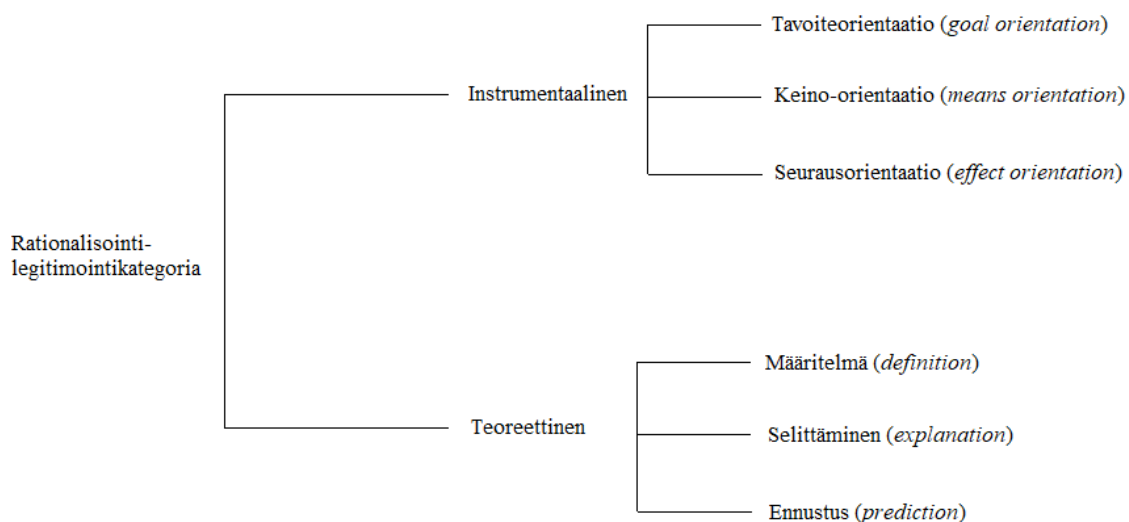 Tavoiteorientaatio (goal orientation)
Instrumentaalinen
Keino-orientaatio (means orientation)
Seurausorientaatio (effect orientation)
Rationalisointi-
legitimointikategoria
Määritelmä (definition)
Teoreettinen
Selittäminen (explanation)
Ennustus (prediction)